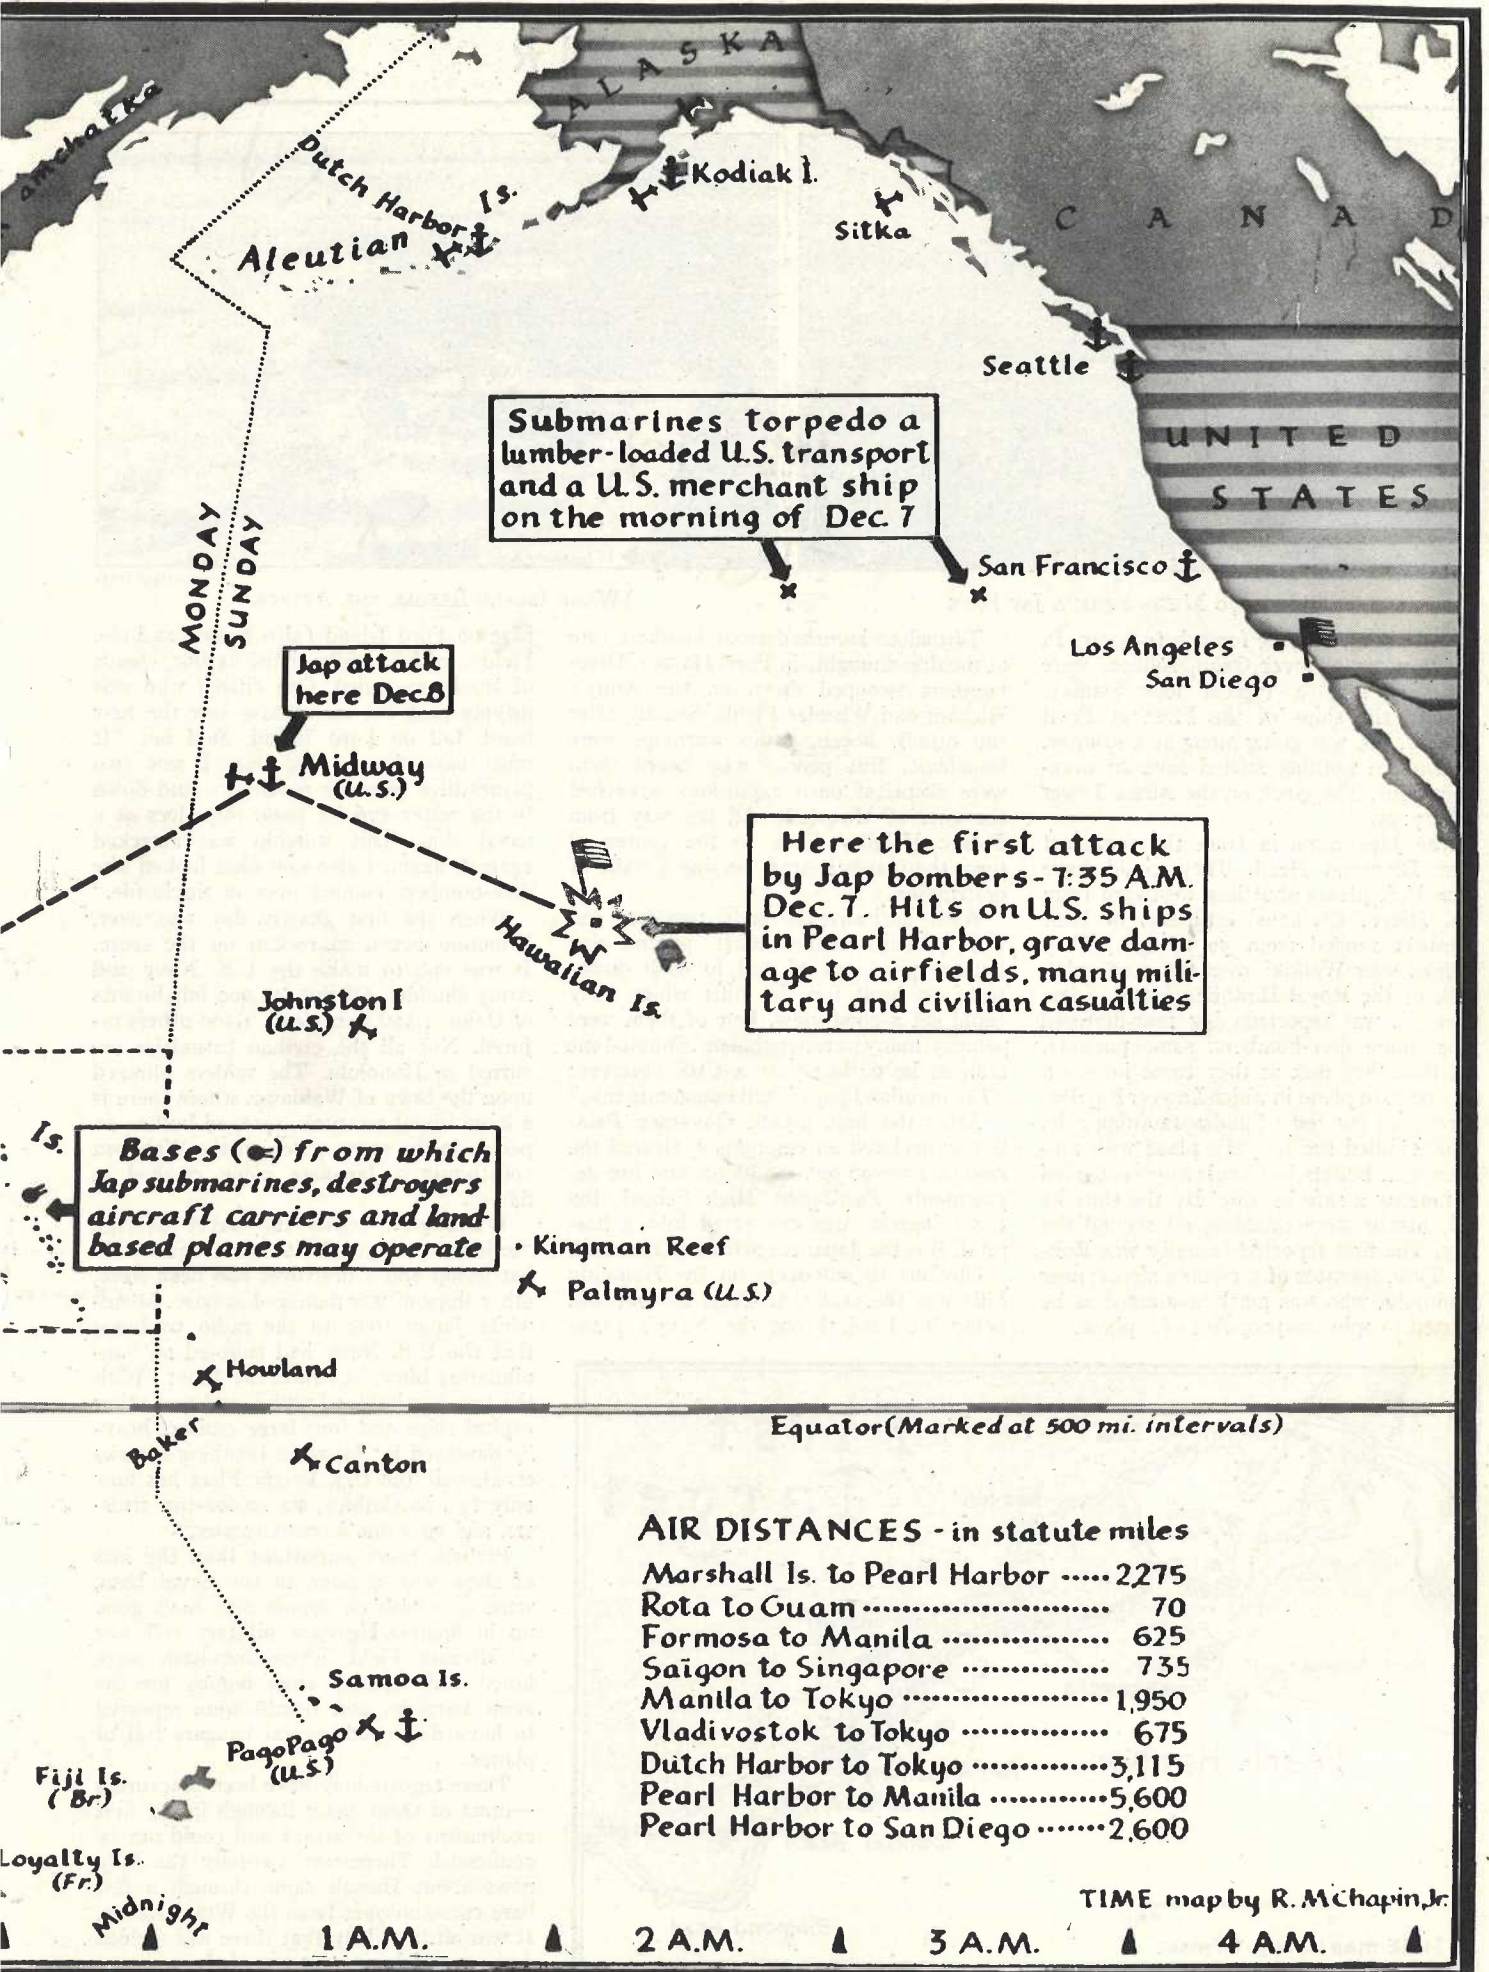 ALASKA
amchatka
Dutch Harbor
Aleutian Is.
Kodiak I.
Sitka
CANAD
Seattle
UNITED
STATES
Submarines torpedo a
lumber-loaded U.S. transport
and a U.S. merchant ship
on the morning of Dec. 7
MONDAY
SUNDAY
San Francisco
Los Angeles
San Diego
Jap attack
here Dec. 8
Midway
(U.S.)
Here the first attack
by Jap bombers - 7:35 A.M.
Dec. 7. Hits on U.S. ships
in Pearl Harbor, grave dam-
age to airfields, many mili-
tary and civilian casualties
Hawaiian Is.
Johnston I
(U.S.)
Is.
Bases ( ) from which
Jap submarines, destroyers
aircraft carriers and land-
based planes may operate
Kingman Reef
Palmyra (U.S.)
Howland
Equator (Marked at 500 mi. intervals)
Baker
Canton
AIR DISTANCES - in statute miles
Marshall Is. to Pearl Harbor ..... 2,275
Rota to Guam ........................ 70
Formosa to Manila ................. 625
Saïgon to Singapore ............... 735
Manila to Tokyo .................... 1,950
Vladivostok to Tokyo ............... 675
Dutch Harbor to Tokyo .............. 3,115
Pearl Harbor to Manila ............ 5,600
Pearl Harbor to San Diego ....... 2,600
Samoa Is.
Pago Pago
(U.S.)
Fiji Is.
(Br.)
Loyalty Is.
(Fr.)
TIME map by R. M Chapin, Jr.
Midnight
1 A.M.
2 A.M.
3 A.M.
4 A.M.